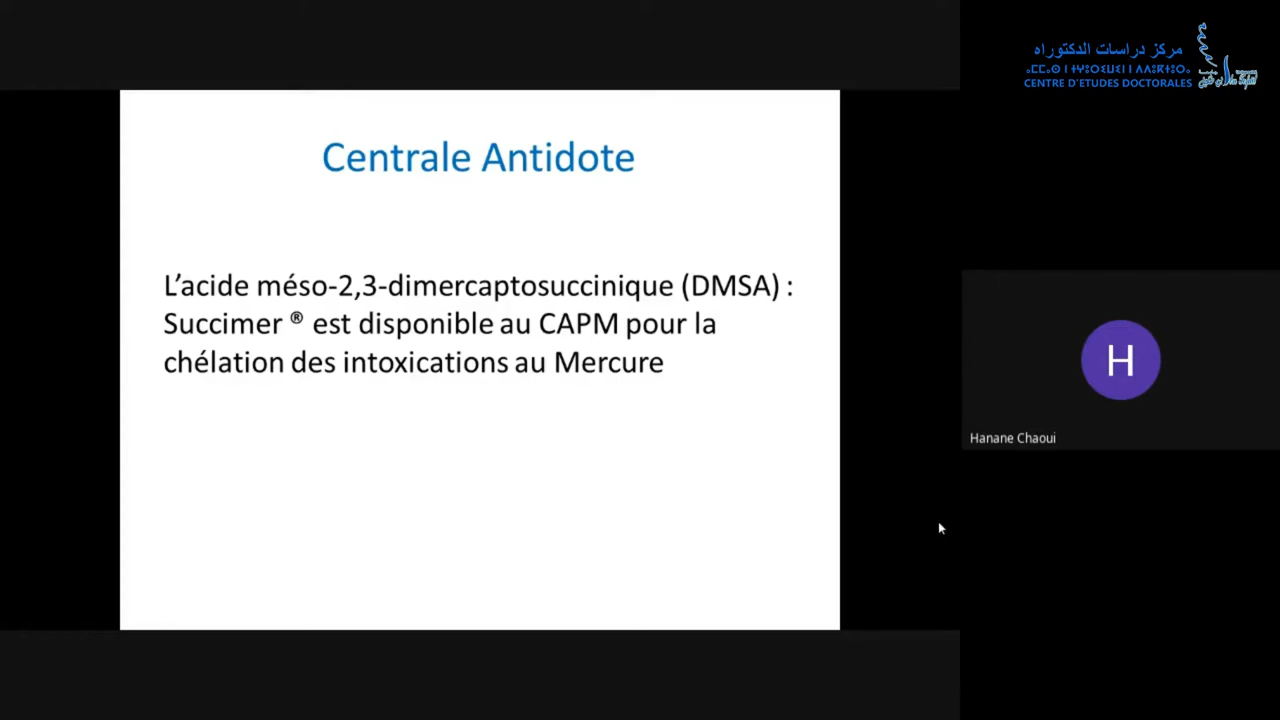 Centrale Antidote
L’acide méso-2,3-dimercaptosuccinique (DMSA) :
Succimer ® est disponible au CAPM pour la
chélation des intoxications au Mercure
مركز دراسات الدكتوراه
CENTRE D'ETUDES DOCTORALES
H
Hanane Chaoui